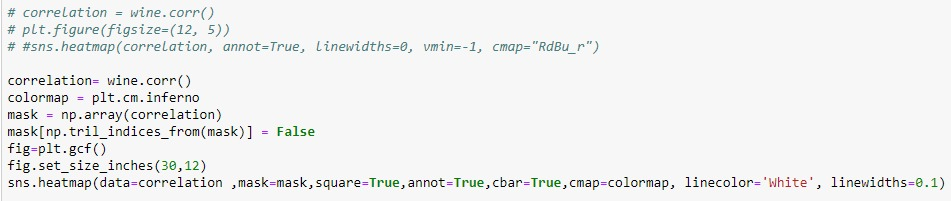 # correlation = wine.corr()
# plt.figure(figsize=(12, 5))
# #sns.heatmap(correlation, annot=True, linewidths=0, vmin=-1, cmap="RdBu_r")
correlation= wine.corr()
colormap = plt.cm.inferno
mask = np.array(correlation)
mask[np.tril_indices_from(mask)] = False
fig=plt.gcf()
fig.set_size_inches(30,12)
sns.heatmap(data=correlation ,mask=mask,square=True,annot=True,cbar=True,cmap=colormap, linecolor='White', linewidths=0.1)